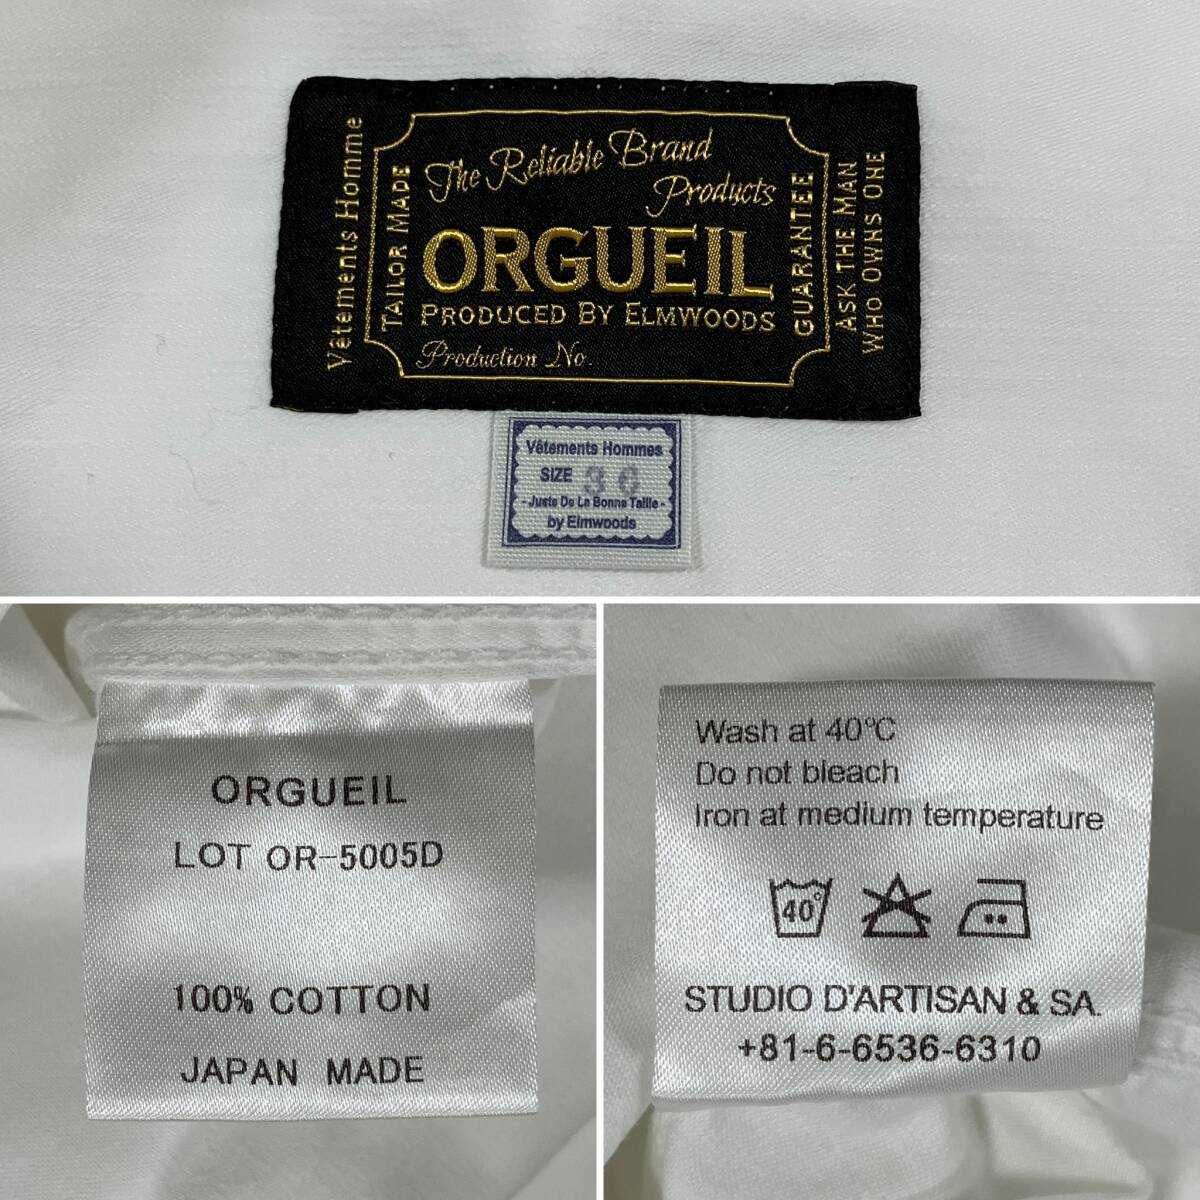 Vêtements Homme
TAILOR MADE
The Reliable Brand
Products
ORGUEIL
PRODUCED BY ELMWOODS
Production No.
GUARANTEE
ASK THE MAN
WHO OWNS ONE
Vêtements Hommes
SIZE 36
- Juste De La Bonne Taille -
by Elmwoods
ORGUEIL
LOT OR-5005D
100% COTTON
JAPAN MADE
Wash at 40℃
Do not bleach
Iron at medium temperature
40°
STUDIO D'ARTISAN & SA.
+81-6-6536-6310